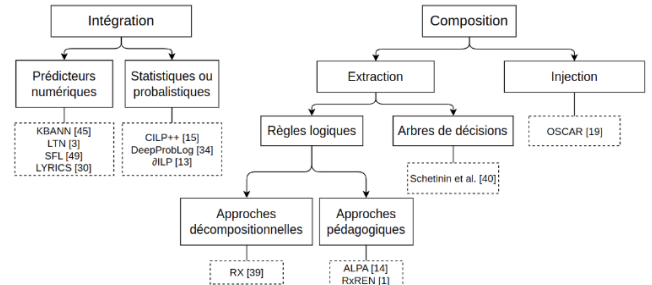 Intégration
Composition
Prédicteurs
numériques
Statistiques ou
probalistiques
Extraction
Injection
KBANN [45]
LTN [3]
SFL [49]
LYRICS [30]
CILP++ [15]
DeepProbLog [34]
∂ILP [13]
Règles logiques
Arbres de décisions
OSCAR [19]
Schetinin et al. [40]
Approches
décompositionnelles
Approches
pédagogiques
RX [39]
ALPA [14]
RxREN [1]